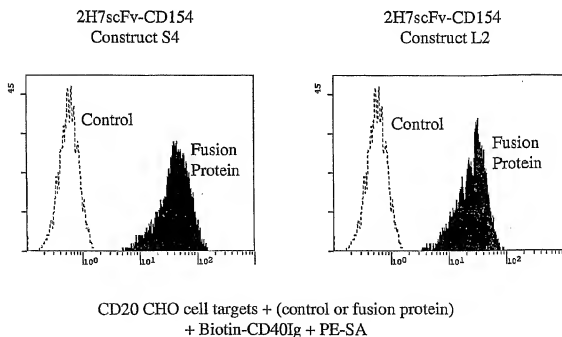 2H7scFv-CD154
Construct S4
2H7scFv-CD154
Construct L2
45
Control
Fusion
Protein
10⁰
10¹
10²
45
Control
Fusion
Protein
10⁰
10¹
10²
CD20 CHO cell targets + (control or fusion protein)
+ Biotin-CD40Ig + PE-SA